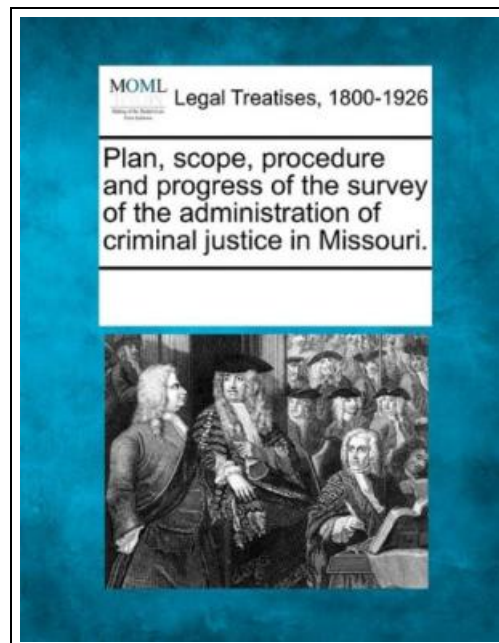 MOML
Legal Treatises, 1800-1926
Plan, scope, procedure
and progress of the survey
of the administration of
criminal justice in Missouri.